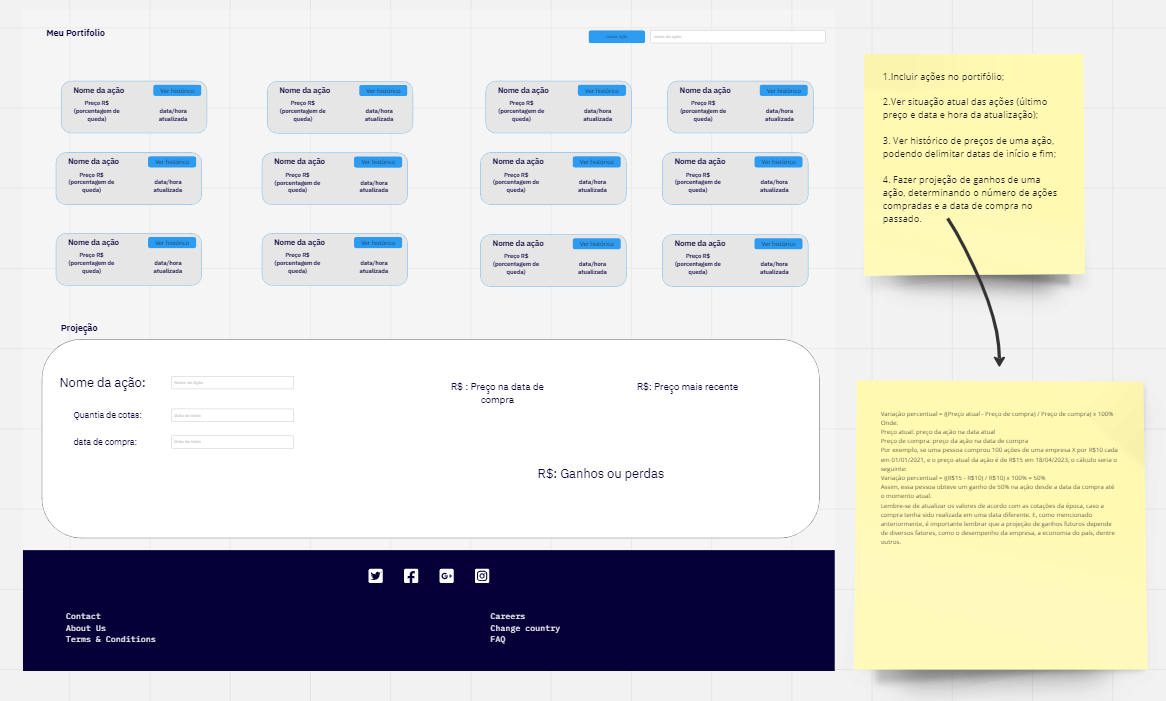 Meu Portifolio
nome da ação
Nome da ação Ver histórico
Preço R$
(porcentagem de queda) data/hora atualizada
Nome da ação Ver histórico
Preço R$
(porcentagem de queda) data/hora atualizada
Nome da ação Ver histórico
Preço R$
(porcentagem de queda) data/hora atualizada
Nome da ação Ver histórico
Preço R$
(porcentagem de queda) data/hora atualizada
Nome da ação Ver histórico
Preço R$
(porcentagem de queda) data/hora atualizada
Nome da ação Ver histórico
Preço R$
(porcentagem de queda) data/hora atualizada
Nome da ação Ver histórico
Preço R$
(porcentagem de queda) data/hora atualizada
Nome da ação Ver histórico
Preço R$
(porcentagem de queda) data/hora atualizada
Nome da ação Ver histórico
Preço R$
(porcentagem de queda) data/hora atualizada
Nome da ação Ver histórico
Preço R$
(porcentagem de queda) data/hora atualizada
Nome da ação Ver histórico
Preço R$
(porcentagem de queda) data/hora atualizada
Nome da ação Ver histórico
Preço R$
(porcentagem de queda) data/hora atualizada
Projeção
Nome da ação: Nome da Ação
Quantia de cotas:
data de compra:
R$ : Preço na data de
compra
R$: Preço mais recente
R$: Ganhos ou perdas
Contact
About Us
Terms & Conditions
Careers
Change country
FAQ
1.Incluir ações no portifólio;
2.Ver situação atual das ações (último
preço e data e hora da atualização);
3. Ver histórico de preços de uma ação,
podendo delimitar datas de início e fim;
4. Fazer projeção de ganhos de uma
ação, determinando o número de ações
compradas e a data de compra no
passado.
Variação percentual = ((Preço atual - Preço de compra) / Preço de compra) x 100%
Onde:
Preço atual: preço da ação na data atual
Preço de compra: preço da ação na data de compra
Por exemplo, se uma pessoa comprou 100 ações de uma empresa X por R$10 cada
em 01/01/2021, e o preço atual da ação é de R$15 em 18/04/2023, o cálculo seria o
seguinte:
Variação percentual = ((R$15 - R$10) / R$10) x 100% = 50%
Assim, essa pessoa obteve um ganho de 50% na ação desde a data da compra até
o momento atual.
Lembre-se de atualizar os valores de acordo com as cotações da época, caso a
compra tenha sido realizada em uma data diferente. E, como mencionado
anteriormente, é importante lembrar que a projeção de ganhos futuros depende
de diversos fatores, como o desempenho da empresa, a economia do país, dentre
outros.